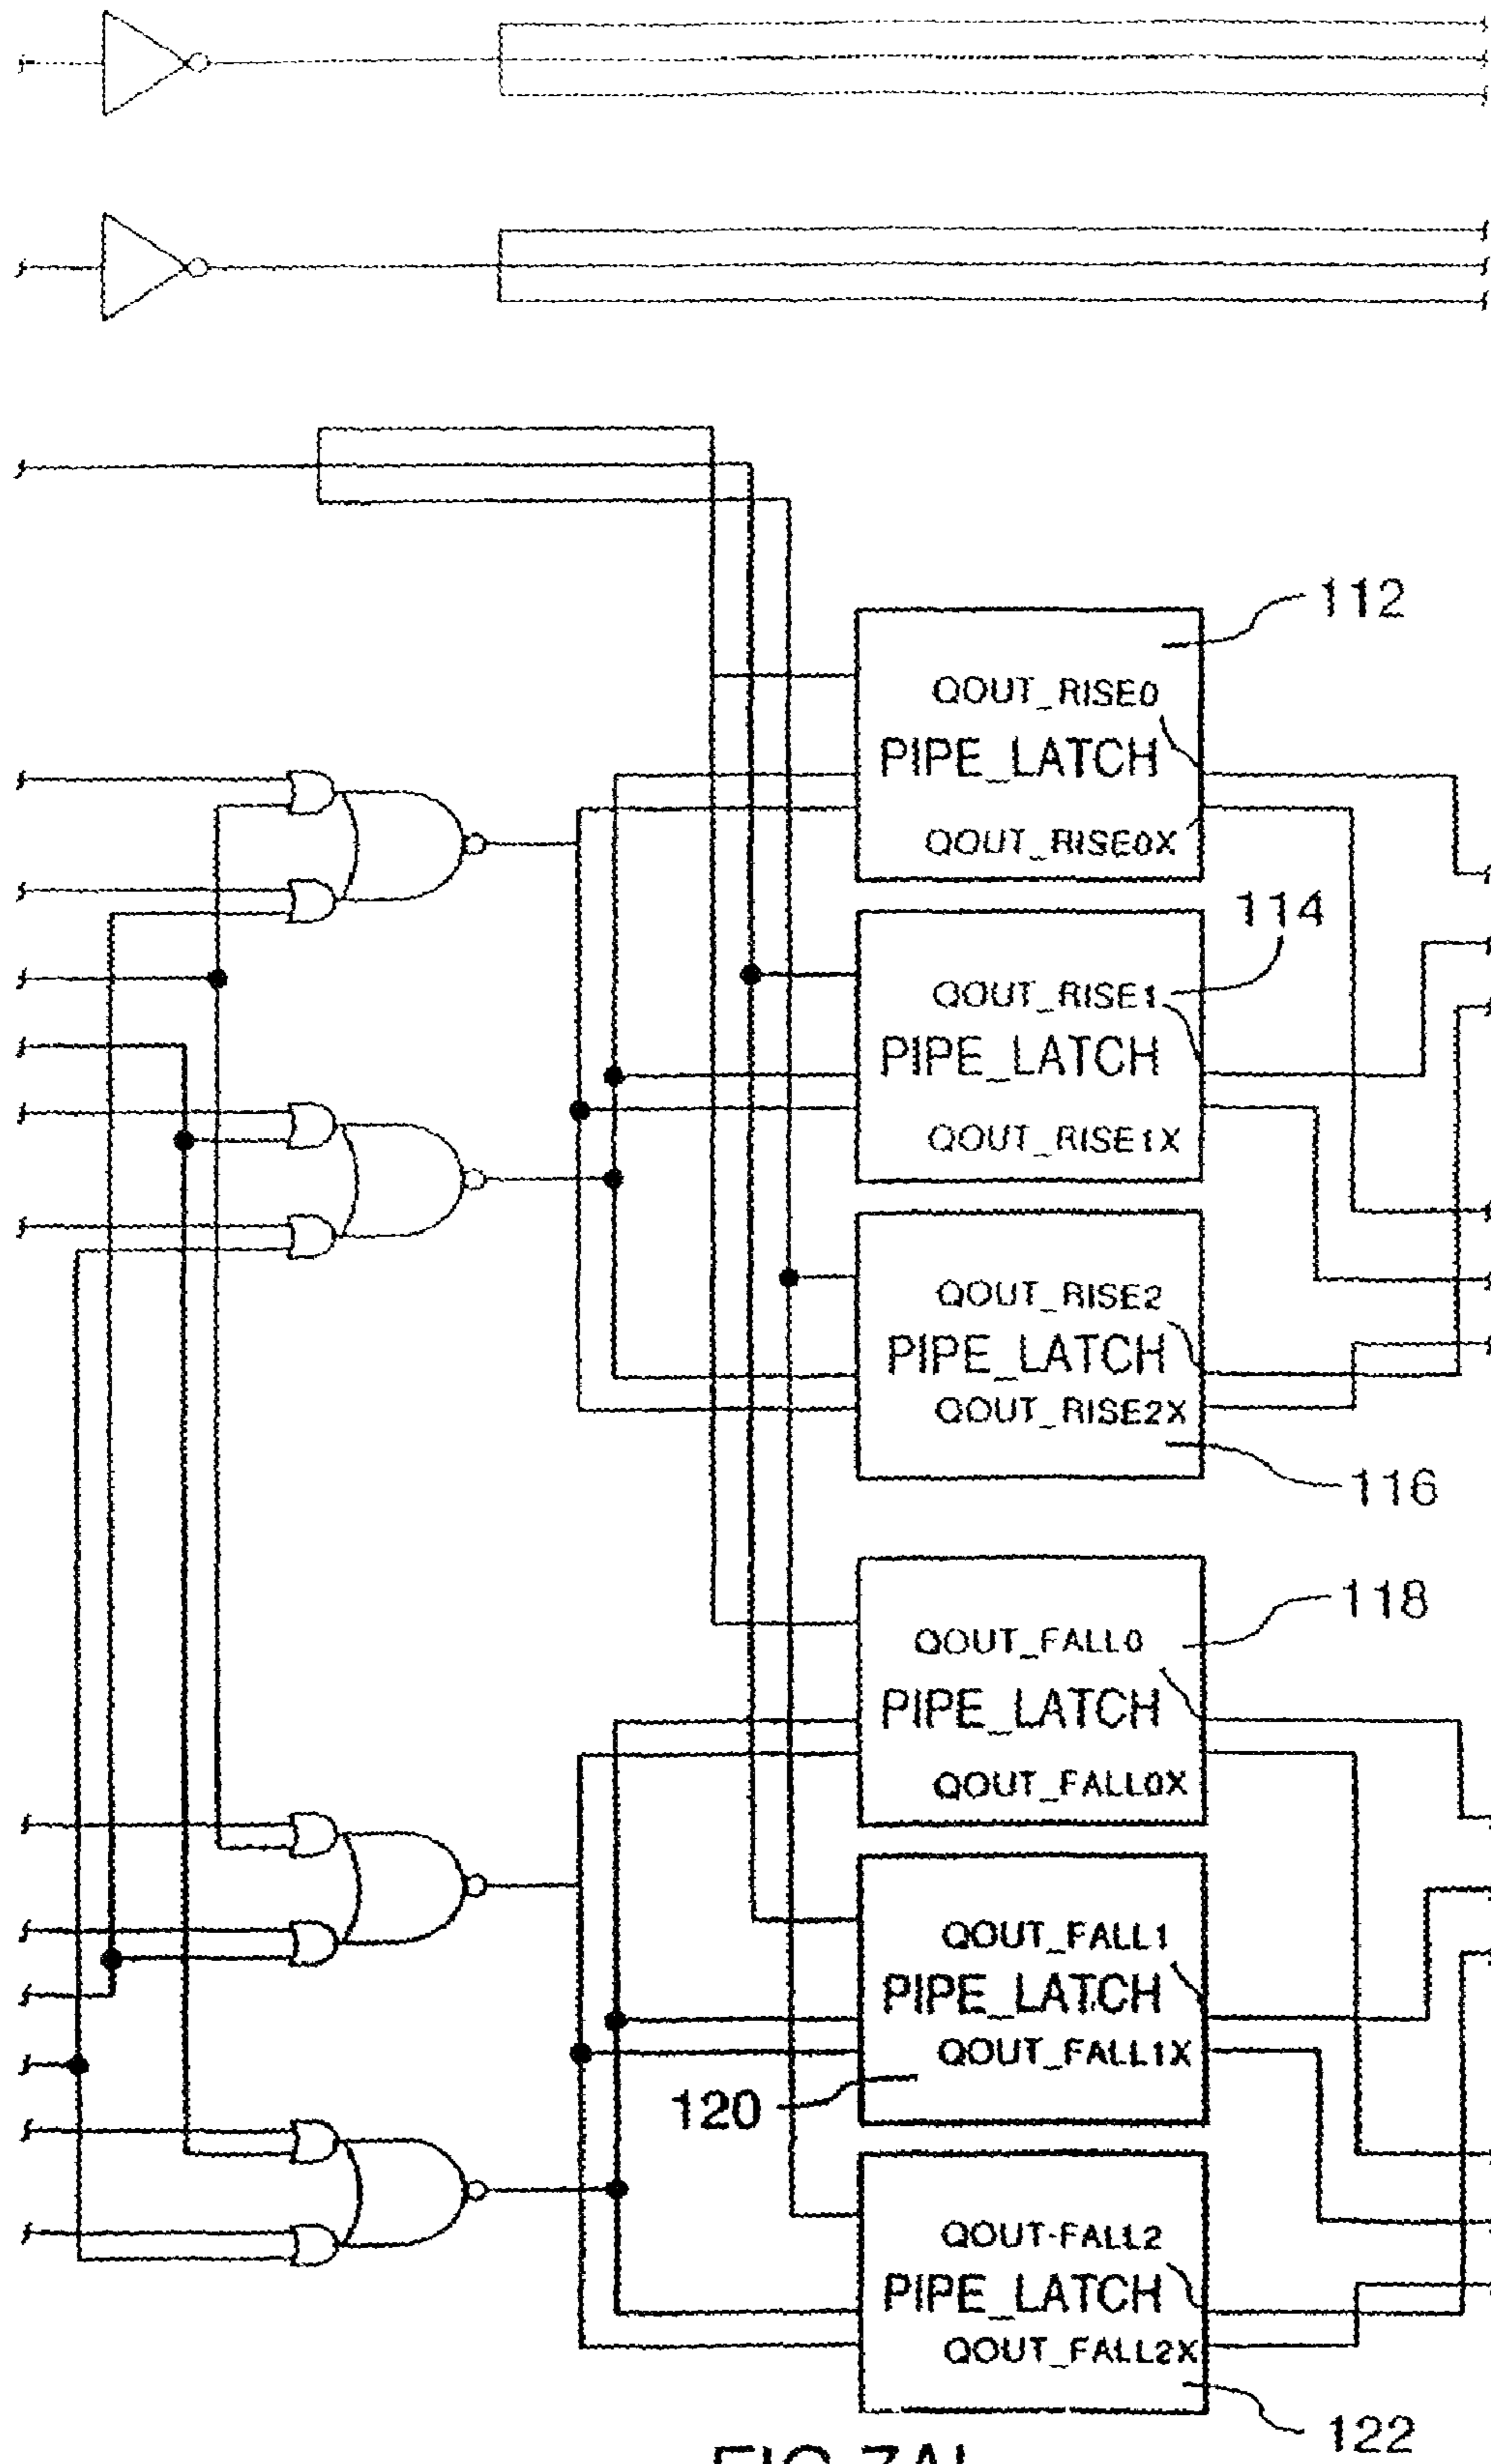 112
QOUT_RISE0
PIPE_LATCH
QOUT_RISE0X
114
QOUT_RISE1
PIPE_LATCH
QOUT_RISE1X
QOUT_RISE2
PIPE_LATCH
QOUT_RISE2X
116
118
QOUT_FALL0
PIPE_LATCH
QOUT_FALL0X
QOUT_FALL1
PIPE_LATCH
QOUT_FALL1X
120
QOUT-FALL2
PIPE_LATCH
QOUT_FALL2X
122